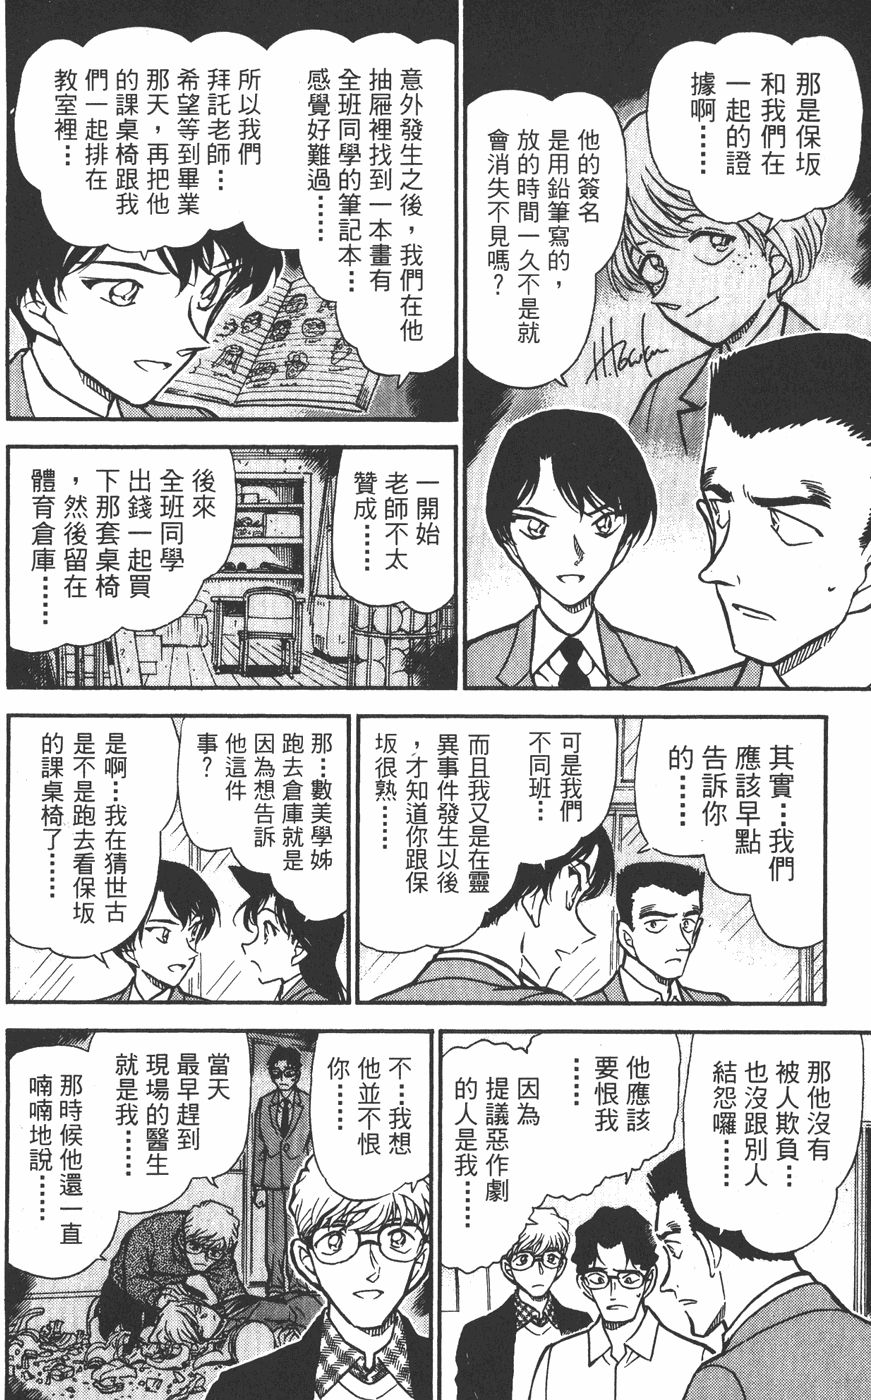 那是保坂
和我們在
一起的證
據啊……
他的簽名
是用鉛筆寫的，
放的時間一久不是就
會消失不見嗎？
意外發生之後，我們在他
抽屜裡找到一本畫有
全班同學的筆記本…
感覺好難過……
所以我們
拜託老師…
希望等到畢業
那天，再把他
的課桌椅跟我
們一起排在
教室裡…
一開始
老師不太
贊成……
後來
全班同學
出錢一起買
下那套桌椅
，然後留在
體育倉庫……
其實…我們
應該早點
告訴你
的……
可是我們
不同班…
而且我又是在靈
異事件發生以後
，才知道你跟保
坂很熟……
那…數美學姊
跑去倉庫就是
因為想告訴
他這件
事？
是啊…我在猜世古
是不是跑去看保坂
的課桌椅了……
那他沒有
被人欺負…
也沒跟別人
結怨囉……
他應該
要恨我
……
因為
提議惡作劇
的人是我……
不…我想
他並不恨
你……
當天
最早趕到
現場的醫生
就是我……
那時候他還一直
喃喃地說……